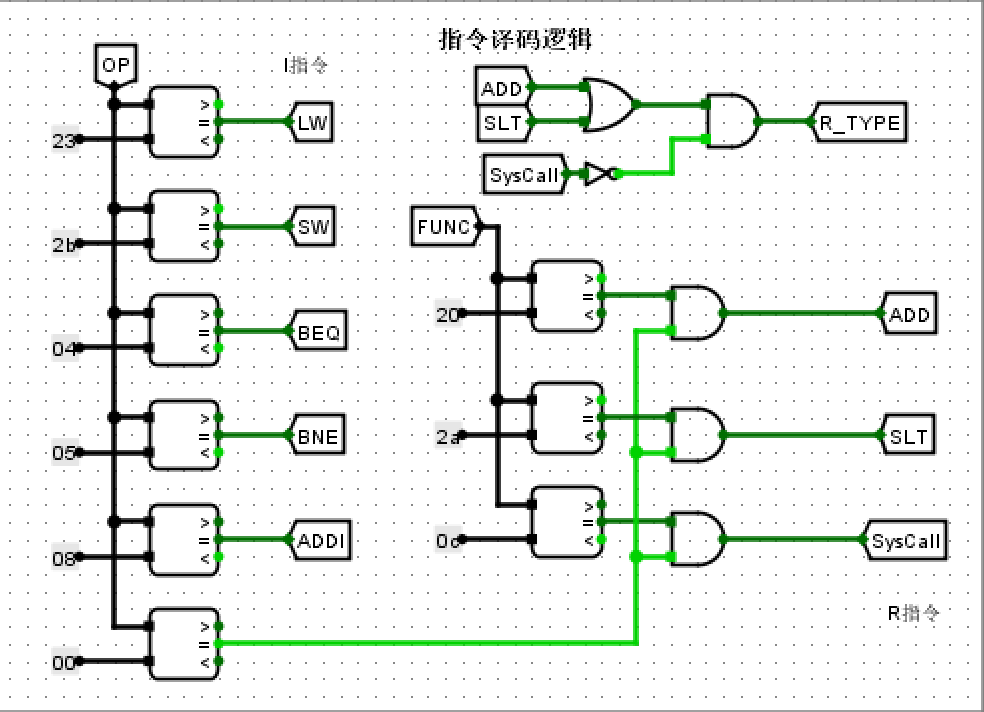 指令译码逻辑
OP
I指令
ADD
>
=
<
LW
SLT
R_TYPE
23
SysCall
>
=
<
SW
FUNC
2b
>
=
<
ADD
20
>
=
<
BEQ
04
>
=
<
BNE
05
>
=
<
SLT
2a
>
=
<
ADDI
08
>
=
<
SysCall
0c
>
=
<
R指令
00